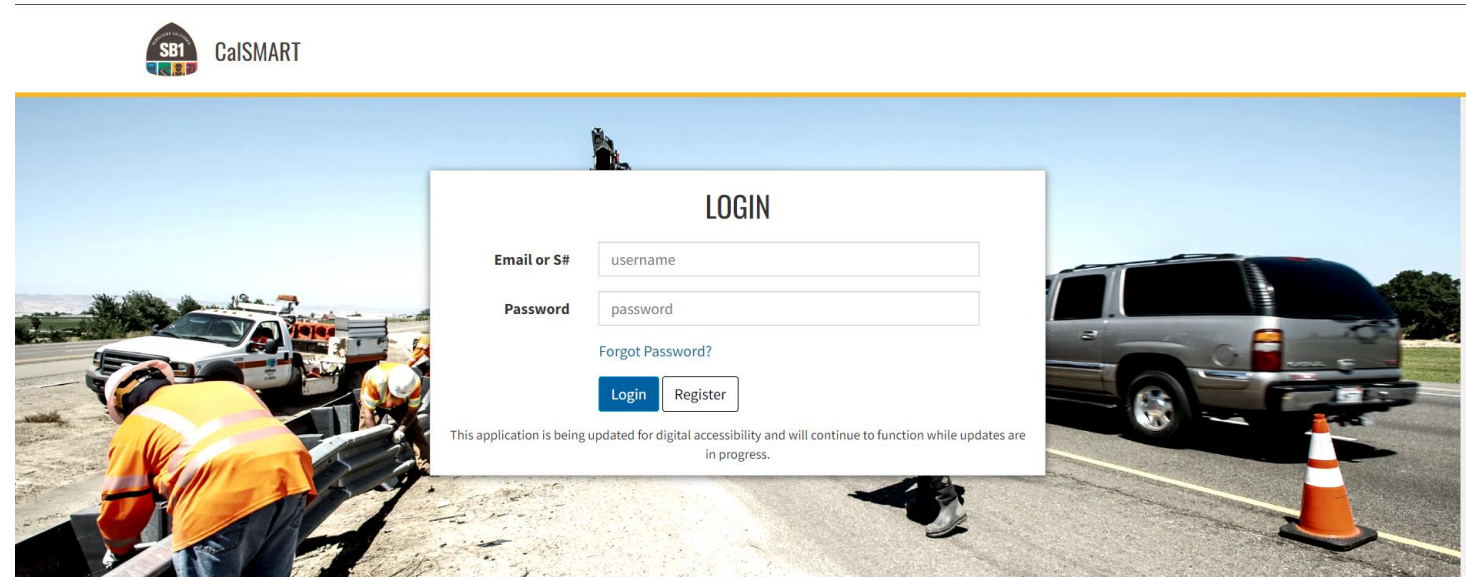 SB1
CalSMART
LOGIN
Email or S#
username
Password
password
Forgot Password?
Login Register
This application is being updated for digital accessibility and will continue to function while updates are
in progress.